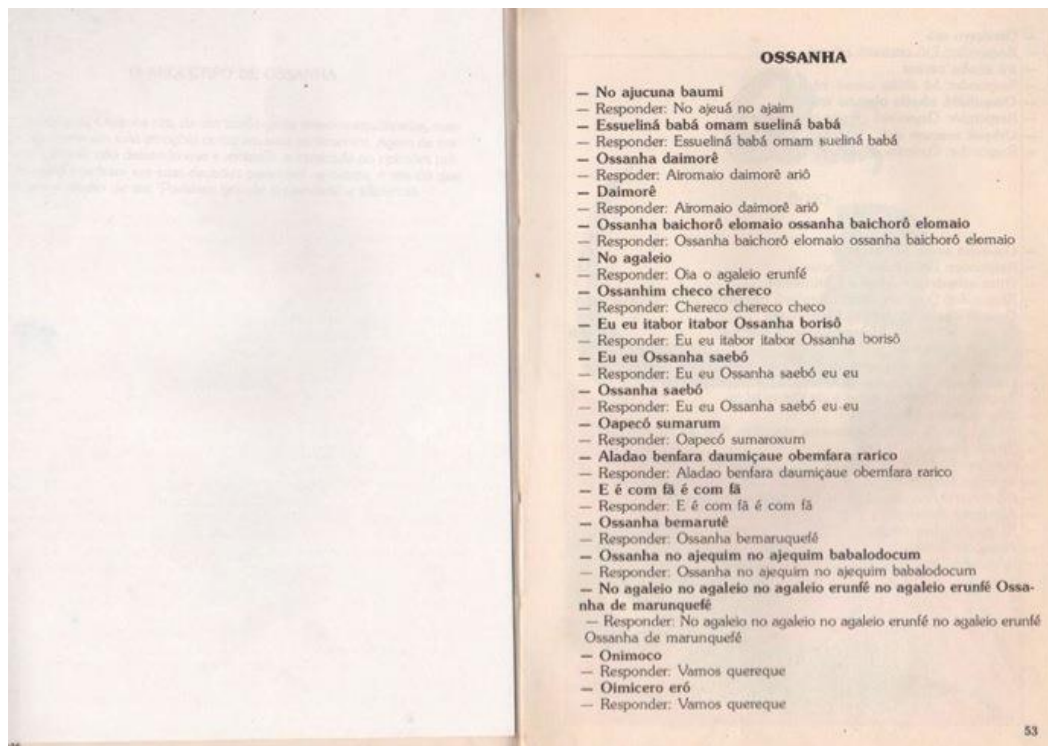 OSSANHA
— No ajucuna baumi
— Responder: No ajeuá no ajaim
— Essueliná babá omam sueliná babá
— Responder: Essueliná babá omam sueliná babá
— Ossanha daimorê
— Respoder: Airomaio daimorê ariô
— Daimorê
— Responder: Airomaio daimorê ariô
— Ossanha baichorô elomaio ossanha baichorô elomaio
— Responder: Ossanha baichorô elomaio ossanha baichorô elemaio
— No agaleio
— Responder: Oia o agaleio erunfé
— Ossanhim checo chereco
— Responder: Chereco chereco checo
— Eu eu itabor itabor Ossanha borisô
— Responder: Eu eu itabor itabor Ossanha borisô
— Eu eu Ossanha saebó
— Responder: Eu eu Ossanha saebó eu eu
— Ossanha saebó
— Responder: Eu eu Ossanha saebó eu eu
— Oapecó sumarum
— Responder: Oapecó sumaroxum
— Aladao benfara daumiçaue obemfara rarico
— Responder: Aladao benfara daumiçaue obemfara rarico
— E é com fã é com fã
— Responder: E é com fã é com fã
— Ossanha bemarutê
— Responder: Ossanha bemaruquefé
— Ossanha no ajequim no ajequim babalodocum
— Responder: Ossanha no ajequim no ajequim babalodocum
— No agaleio no agaleio no agaleio erunfé no agaleio erunfé Ossa-
nha de marunquefé
— Responder: No agaleio no agaleio no agaleio erunfé no agaleio erunfé
Ossanha de marunquefé
— Onimoco
— Responder: Vamos quereque
— Oimicero eró
— Responder: Vamos quereque
53